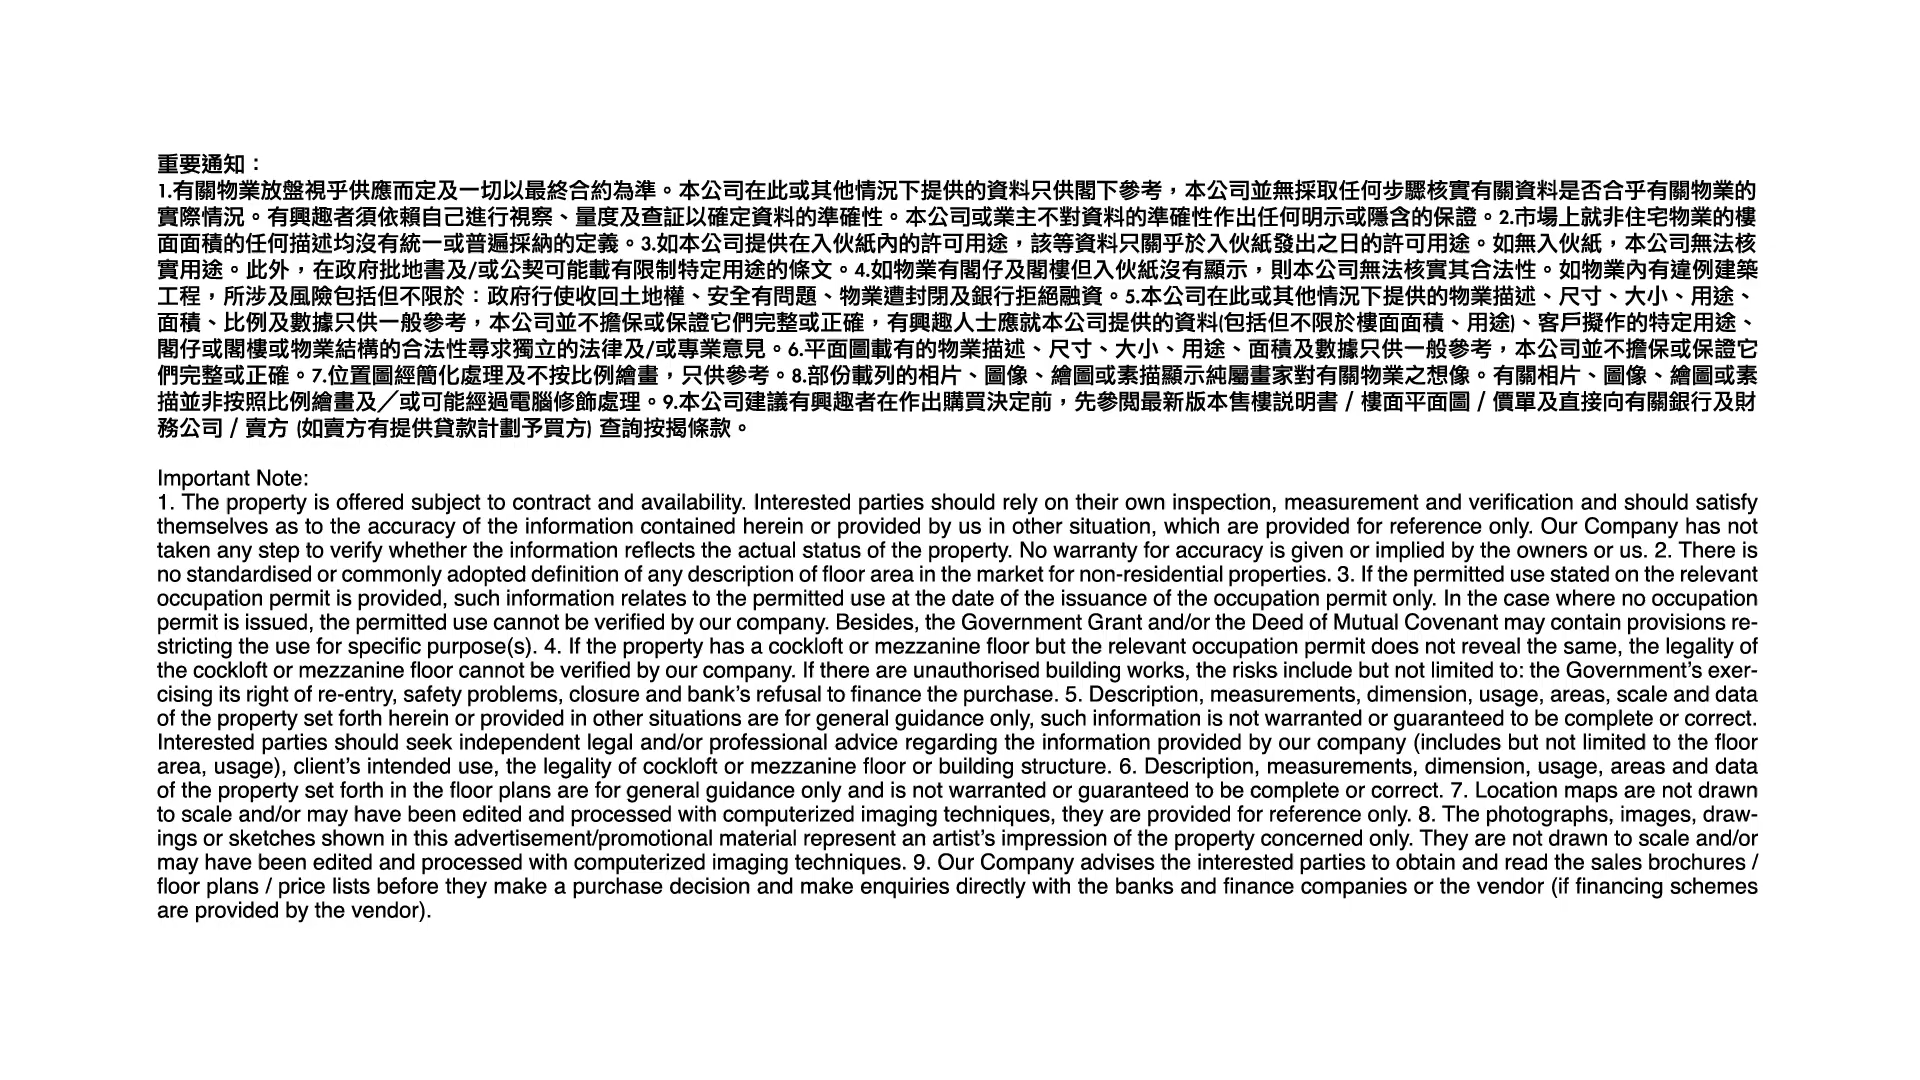 重要通知：
1.有關物業放盤視乎供應而定及一切以最終合約為準。本公司在此或其他情況下提供的資料只供閣下參考，本公司並無採取任何步驟核實有關資料是否合乎有關物業的
實際情況。有興趣者須依賴自己進行視察、量度及查証以確定資料的準確性。本公司或業主不對資料的準確性作出任何明示或隱含的保證。2.市場上就非住宅物業的樓
面面積的任何描述均沒有統一或普遍採納的定義。3.如本公司提供在入伙紙內的許可用途，該等資料只關乎於入伙紙發出之日的許可用途。如無入伙紙，本公司無法核
實用途。此外，在政府批地書及/或公契可能載有限制特定用途的條文。4.如物業有閣仔及閣樓但入伙紙沒有顯示，則本公司無法核實其合法性。如物業內有違例建築
工程，所涉及風險包括但不限於：政府行使收回土地權、安全有問題、物業遭封閉及銀行拒絕融資。5.本公司在此或其他情況下提供的物業描述、尺寸、大小、用途、
面積、比例及數據只供一般參考，本公司並不擔保或保證它們完整或正確，有興趣人士應就本公司提供的資料(包括但不限於樓面面積、用途)、客戶擬作的特定用途、
閣仔或閣樓或物業結構的合法性尋求獨立的法律及/或專業意見。6.平面圖載有的物業描述、尺寸、大小、用途、面積及數據只供一般參考，本公司並不擔保或保證它
們完整或正確。7.位置圖經簡化處理及不按比例繪畫，只供參考。8.部份載列的相片、圖像、繪圖或素描顯示純屬畫家對有關物業之想像。有關相片、圖像、繪圖或素
描並非按照比例繪畫及╱或可能經過電腦修飾處理。9.本公司建議有興趣者在作出購買決定前，先參閱最新版本售樓説明書 / 樓面平面圖 / 價單及直接向有關銀行及財
務公司 / 賣方 (如賣方有提供貸款計劃予買方) 查詢按揭條款。
Important Note:
1. The property is offered subject to contract and availability. Interested parties should rely on their own inspection, measurement and verification and should satisfy
themselves as to the accuracy of the information contained herein or provided by us in other situation, which are provided for reference only. Our Company has not
taken any step to verify whether the information reflects the actual status of the property. No warranty for accuracy is given or implied by the owners or us. 2. There is
no standardised or commonly adopted definition of any description of floor area in the market for non-residential properties. 3. If the permitted use stated on the relevant
occupation permit is provided, such information relates to the permitted use at the date of the issuance of the occupation permit only. In the case where no occupation
permit is issued, the permitted use cannot be verified by our company. Besides, the Government Grant and/or the Deed of Mutual Covenant may contain provisions re-
stricting the use for specific purpose(s). 4. If the property has a cockloft or mezzanine floor but the relevant occupation permit does not reveal the same, the legality of
the cockloft or mezzanine floor cannot be verified by our company. If there are unauthorised building works, the risks include but not limited to: the Government’s exer-
cising its right of re-entry, safety problems, closure and bank’s refusal to finance the purchase. 5. Description, measurements, dimension, usage, areas, scale and data
of the property set forth herein or provided in other situations are for general guidance only, such information is not warranted or guaranteed to be complete or correct.
Interested parties should seek independent legal and/or professional advice regarding the information provided by our company (includes but not limited to the floor
area, usage), client’s intended use, the legality of cockloft or mezzanine floor or building structure. 6. Description, measurements, dimension, usage, areas and data
of the property set forth in the floor plans are for general guidance only and is not warranted or guaranteed to be complete or correct. 7. Location maps are not drawn
to scale and/or may have been edited and processed with computerized imaging techniques, they are provided for reference only. 8. The photographs, images, draw-
ings or sketches shown in this advertisement/promotional material represent an artist’s impression of the property concerned only. They are not drawn to scale and/or
may have been edited and processed with computerized imaging techniques. 9. Our Company advises the interested parties to obtain and read the sales brochures /
floor plans / price lists before they make a purchase decision and make enquiries directly with the banks and finance companies or the vendor (if financing schemes
are provided by the vendor).